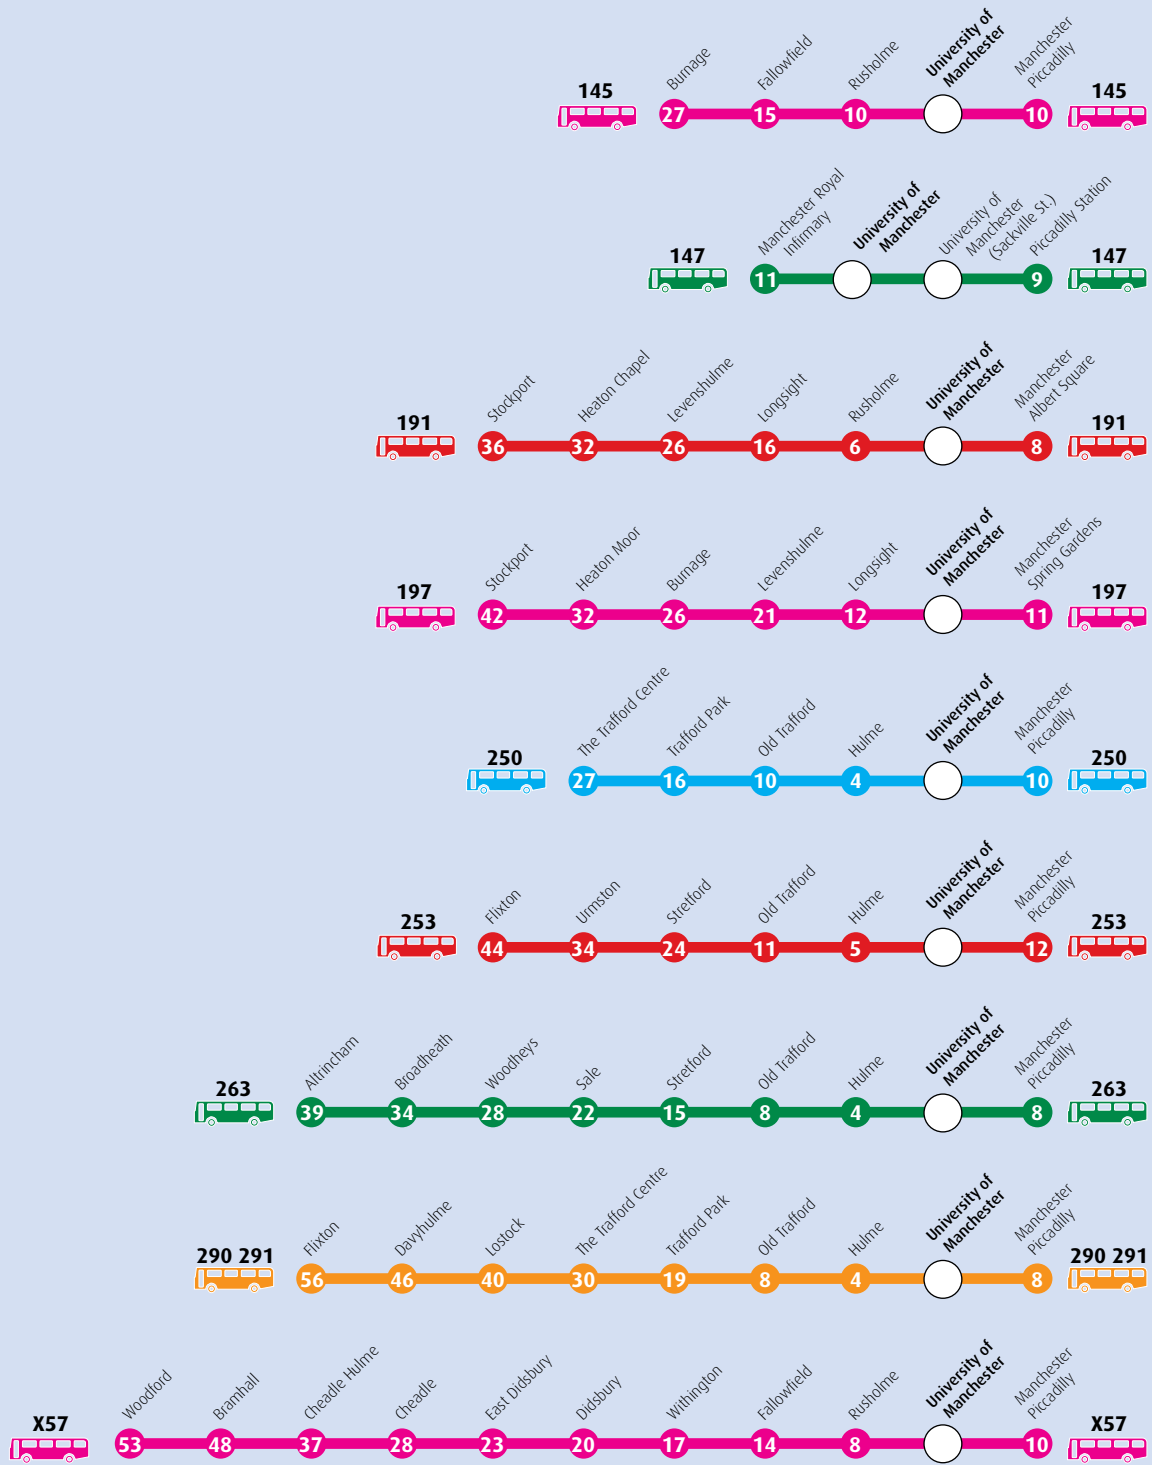 Burnage
Fallowfield
Rusholme
University of
Manchester
Manchester
Piccadilly
145
145
27
15
10
10
Manchester Royal
Infirmary
University of
Manchester
University of
Manchester
(Sackville St.)
Piccadilly Station
147
147
11
9
Stockport
Heaton Chapel
Levenshulme
Longsight
Rusholme
University of
Manchester
Manchester
Albert Square
191
191
36
32
26
16
6
8
Stockport
Heaton Moor
Burnage
Levenshulme
Longsight
University of
Manchester
Manchester
Spring Gardens
197
197
42
32
26
21
12
11
The Trafford Centre
Trafford Park
Old Trafford
Hulme
University of
Manchester
Manchester
Piccadilly
250
250
27
16
10
4
10
Flixton
Urmston
Stretford
Old Trafford
Hulme
University of
Manchester
Manchester
Piccadilly
253
253
44
34
24
11
5
12
Altrincham
Broadheath
Woodheys
Sale
Stretford
Old Trafford
Hulme
University of
Manchester
Manchester
Piccadilly
263
263
39
34
28
22
15
8
4
8
Flixton
Davyhulme
Lostock
The Trafford Centre
Trafford Park
Old Trafford
Hulme
University of
Manchester
Manchester
Piccadilly
290 291
290 291
56
46
40
30
19
8
4
8
Woodford
Bramhall
Cheadle Hulme
Cheadle
East Didsbury
Didsbury
Withington
Fallowfield
Rusholme
University of
Manchester
Manchester
Piccadilly
X57
X57
53
48
37
28
23
20
17
14
8
10